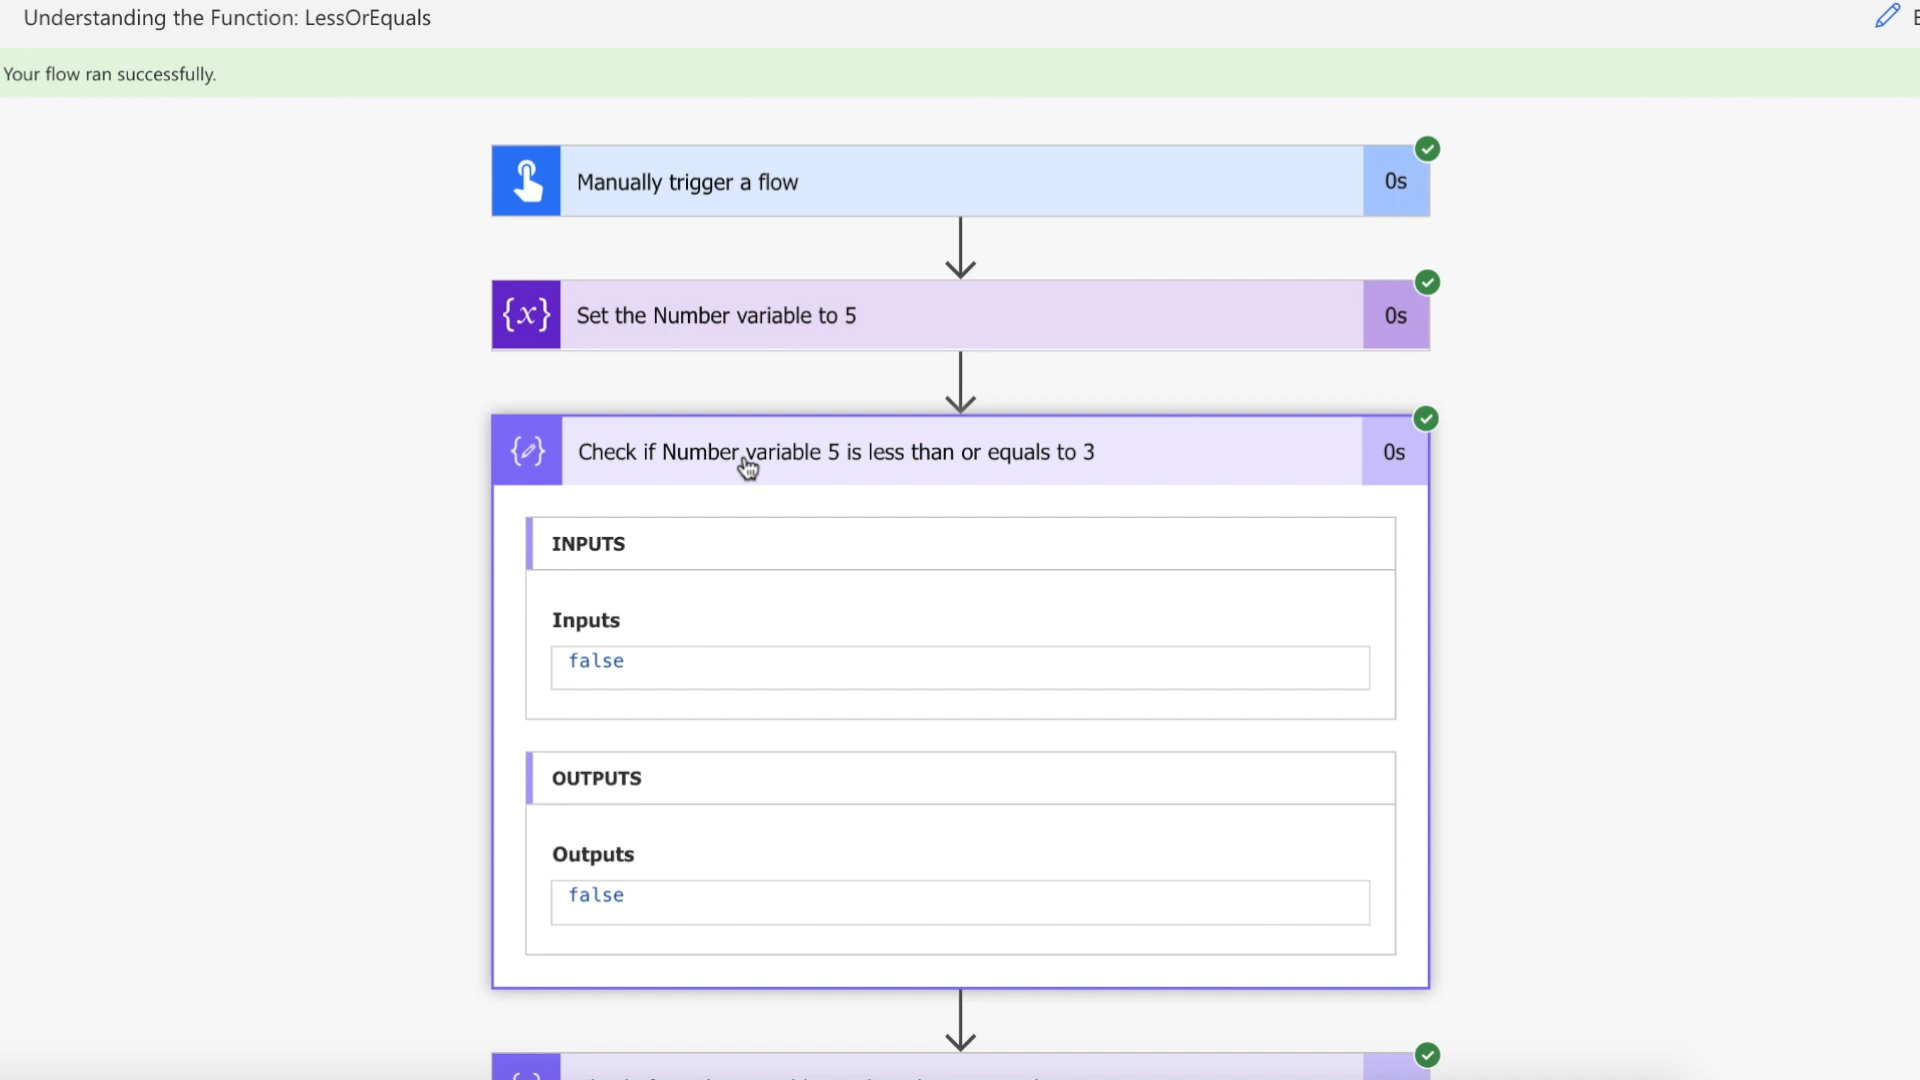 Understanding the Function: LessOrEquals
Your flow ran successfully.
Manually trigger a flow
0s
{x} Set the Number variable to 5
0s
Check if Number variable 5 is less than or equals to 3
0s
INPUTS
Inputs
false
OUTPUTS
Outputs
false